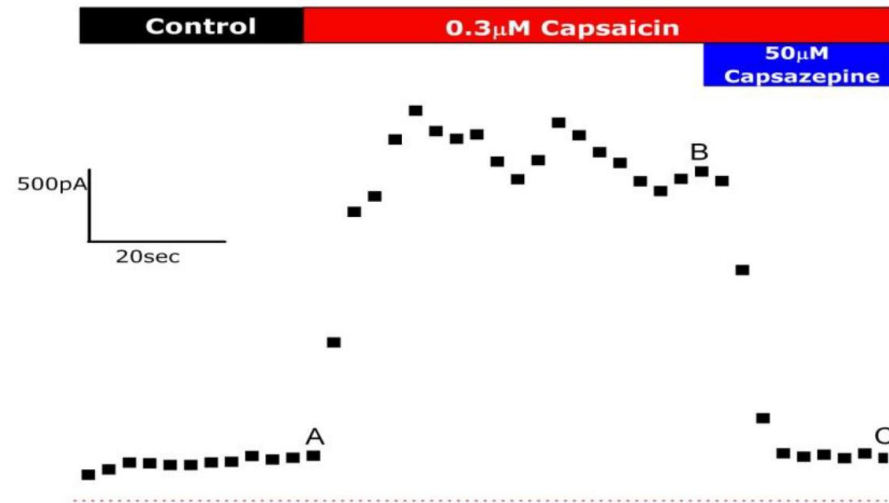 Control
0.3μM Capsaicin
50μM
Capsazepine
B
500pA
20sec
A
C